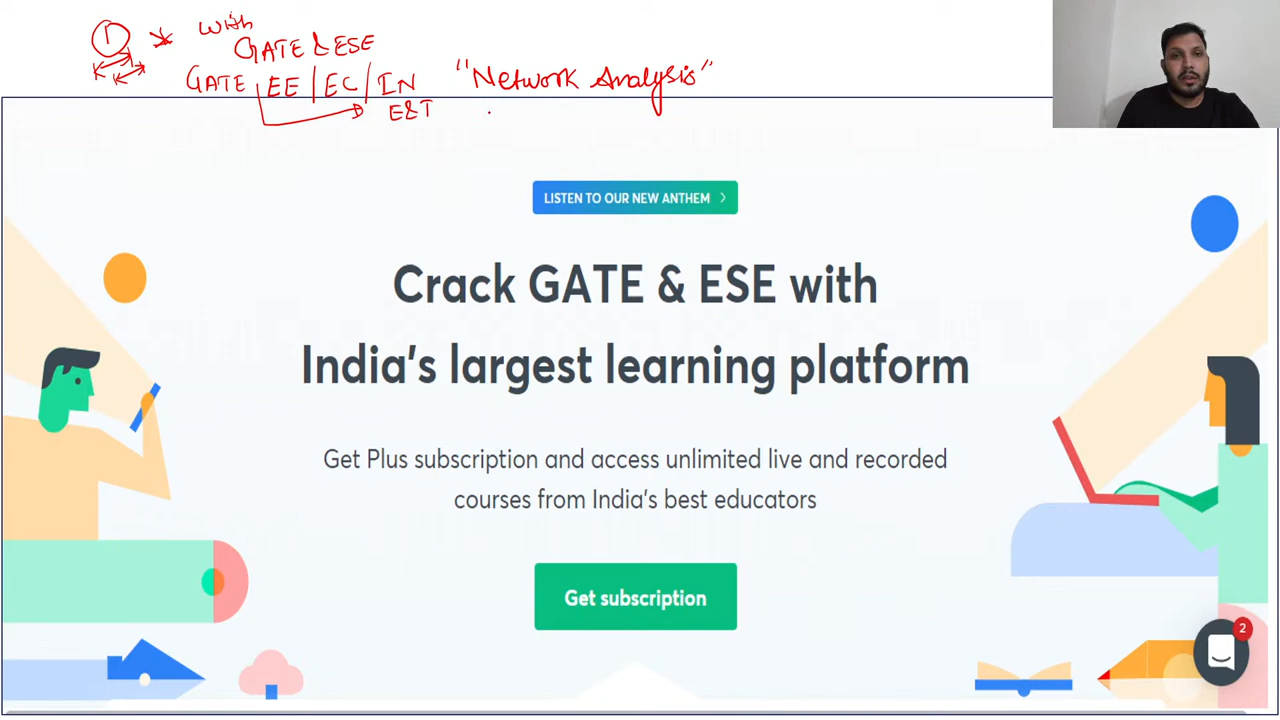 ① * with
GATE & ESE
GATE EE / EC / IN "Network Analysis"
E&T
LISTEN TO OUR NEW ANTHEM >
Crack GATE & ESE with
India's largest learning platform
Get Plus subscription and access unlimited live and recorded
courses from India's best educators
Get subscription
2